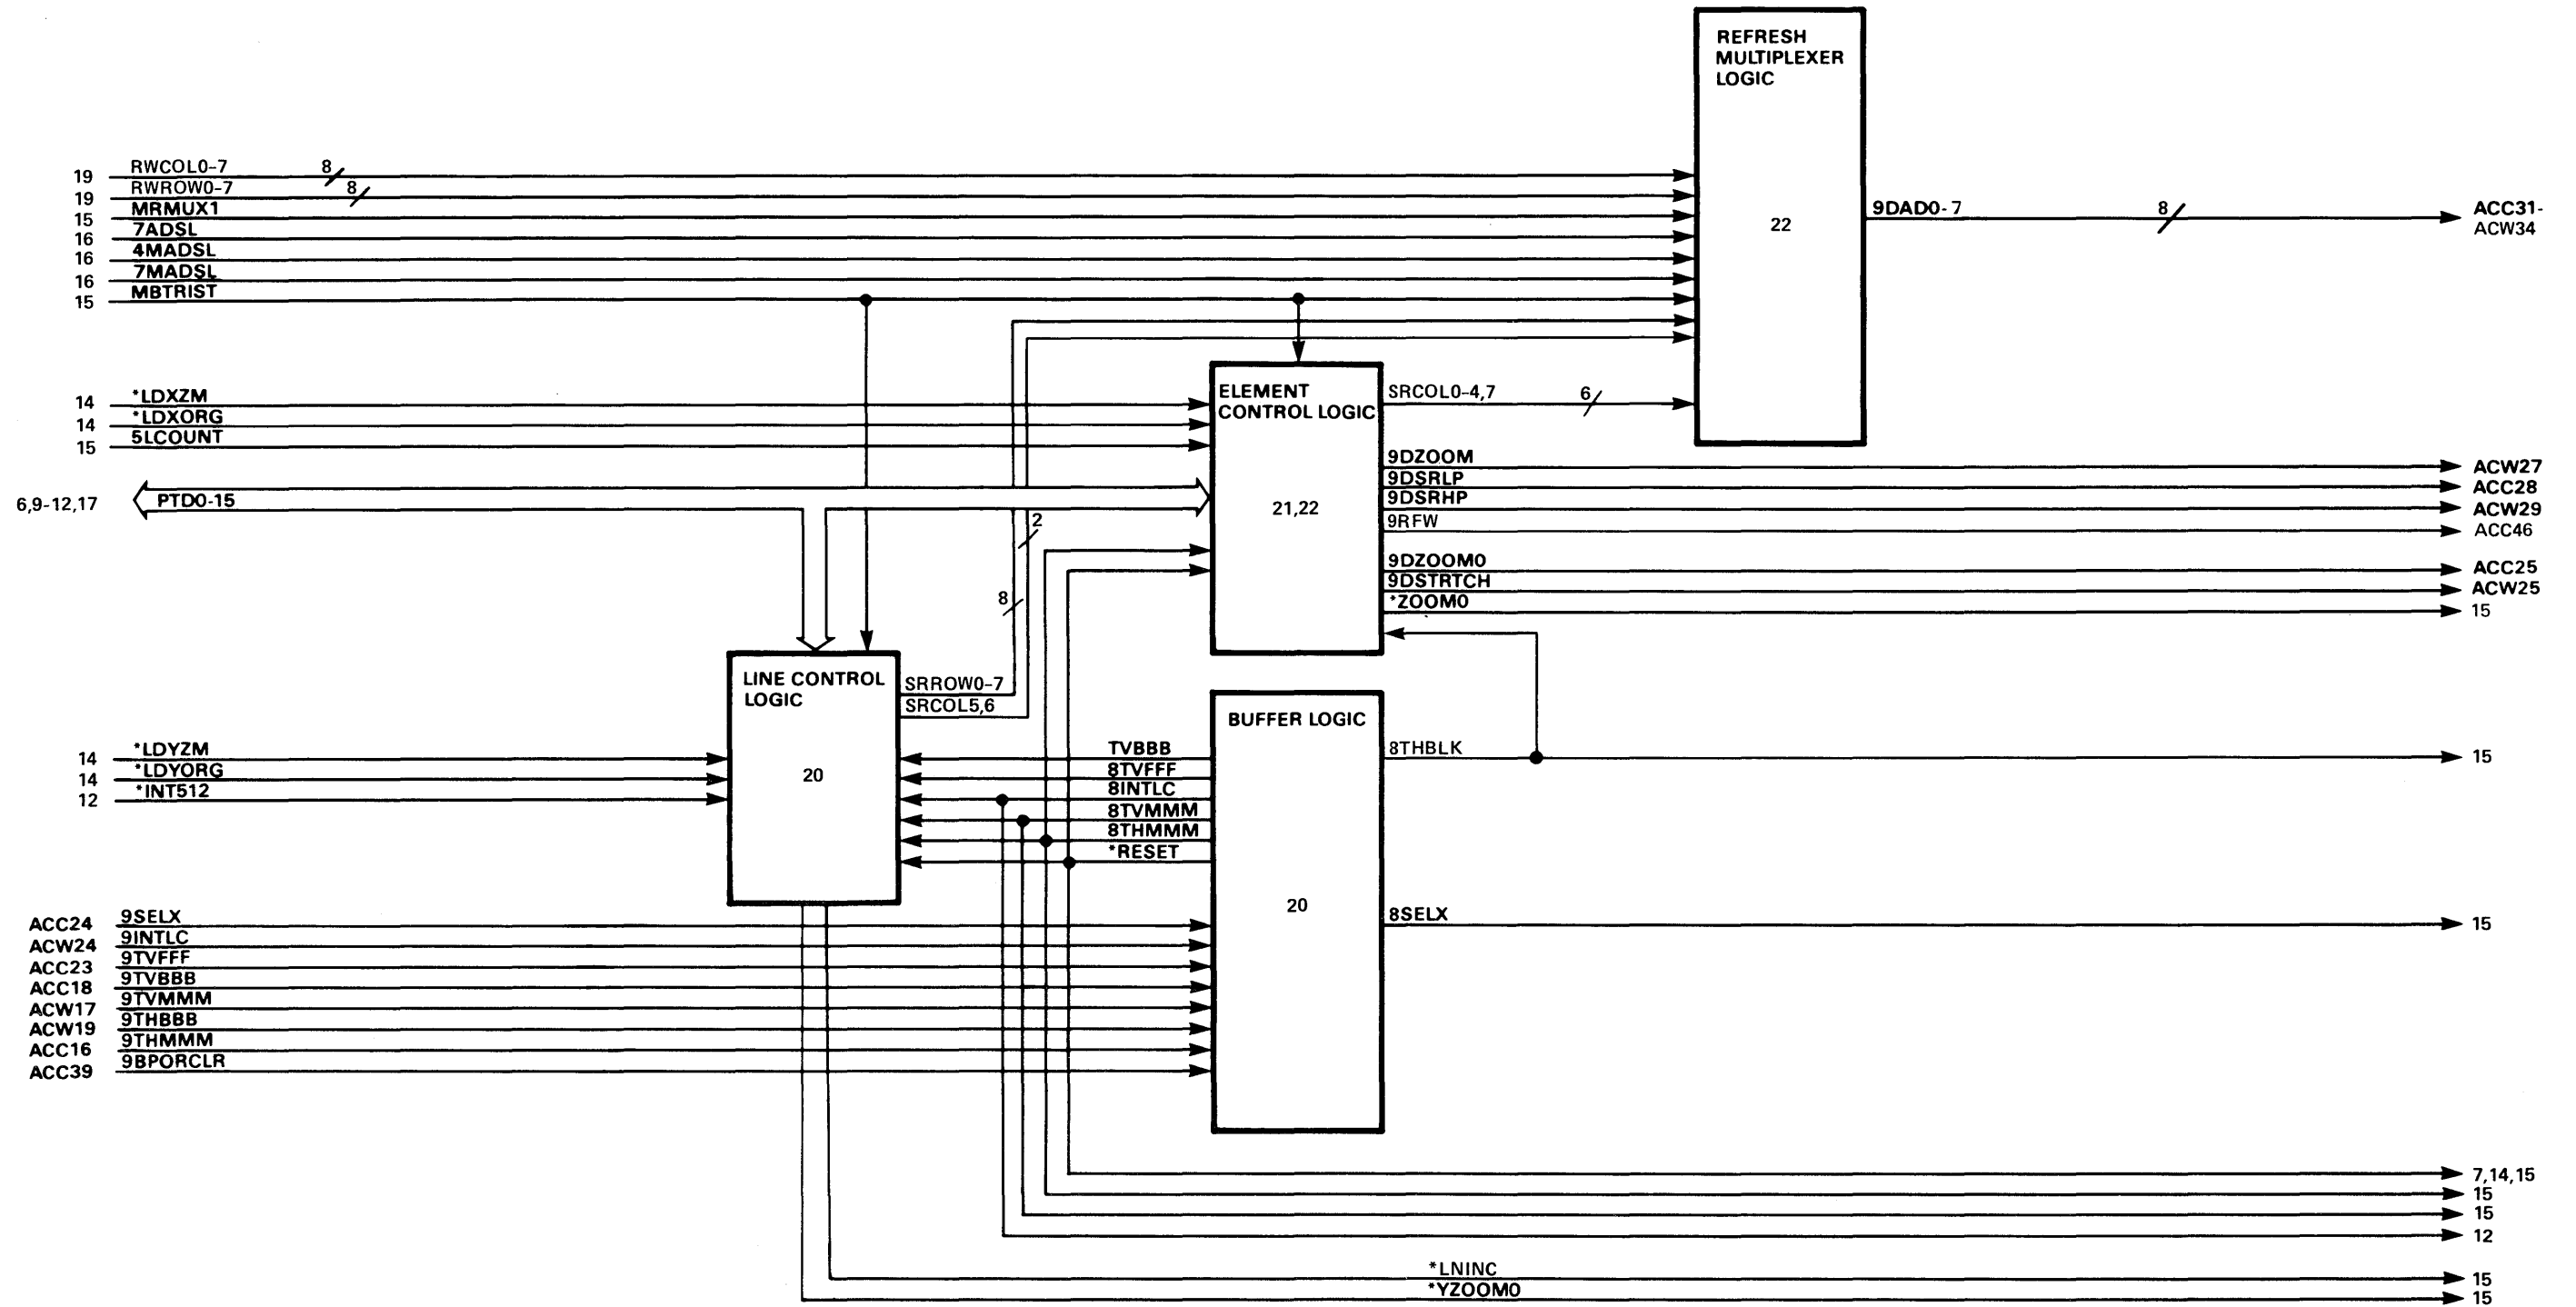 REFRESH
MULTIPLEXER
LOGIC
22
19 RWCOL0-7 8
19 RWROW0-7 8
15 MRMUX1
16 7ADSL
16 4MADSL
16 7MADSL
15 MBTRIST
9DAD0-7 8 ACC31-
ACW34
14 *LDXZM
14 *LDXORG
15 5LCOUNT
6,9-12,17 PTD0-15
ELEMENT
CONTROL LOGIC
21,22
SRCOL0-4,7 6
9DZOOM ACW27
9DSRLP ACC28
9DSRHP ACW29
9RFW ACC46
9DZOOM0 ACC25
9DSTRTCH ACW25
*ZOOM0 15
2
8
LINE CONTROL
LOGIC
20
SRROW0-7
SRCOL5,6
14 *LDYZM
14 *LDYORG
12 *INT512
TVBBB
8TVFFF
8INTLC
8TVMMM
8THMMM
*RESET
BUFFER LOGIC
20
8THBLK 15
8SELX 15
ACC24 9SELX
ACW24 9INTLC
ACC23 9TVFFF
ACC18 9TVBBB
ACW17 9TVMMM
ACW19 9THBBB
ACC16 9THMMM
ACC39 9BPORCLR
7,14,15
15
15
12
*LNINC 15
*YZOOM0 15